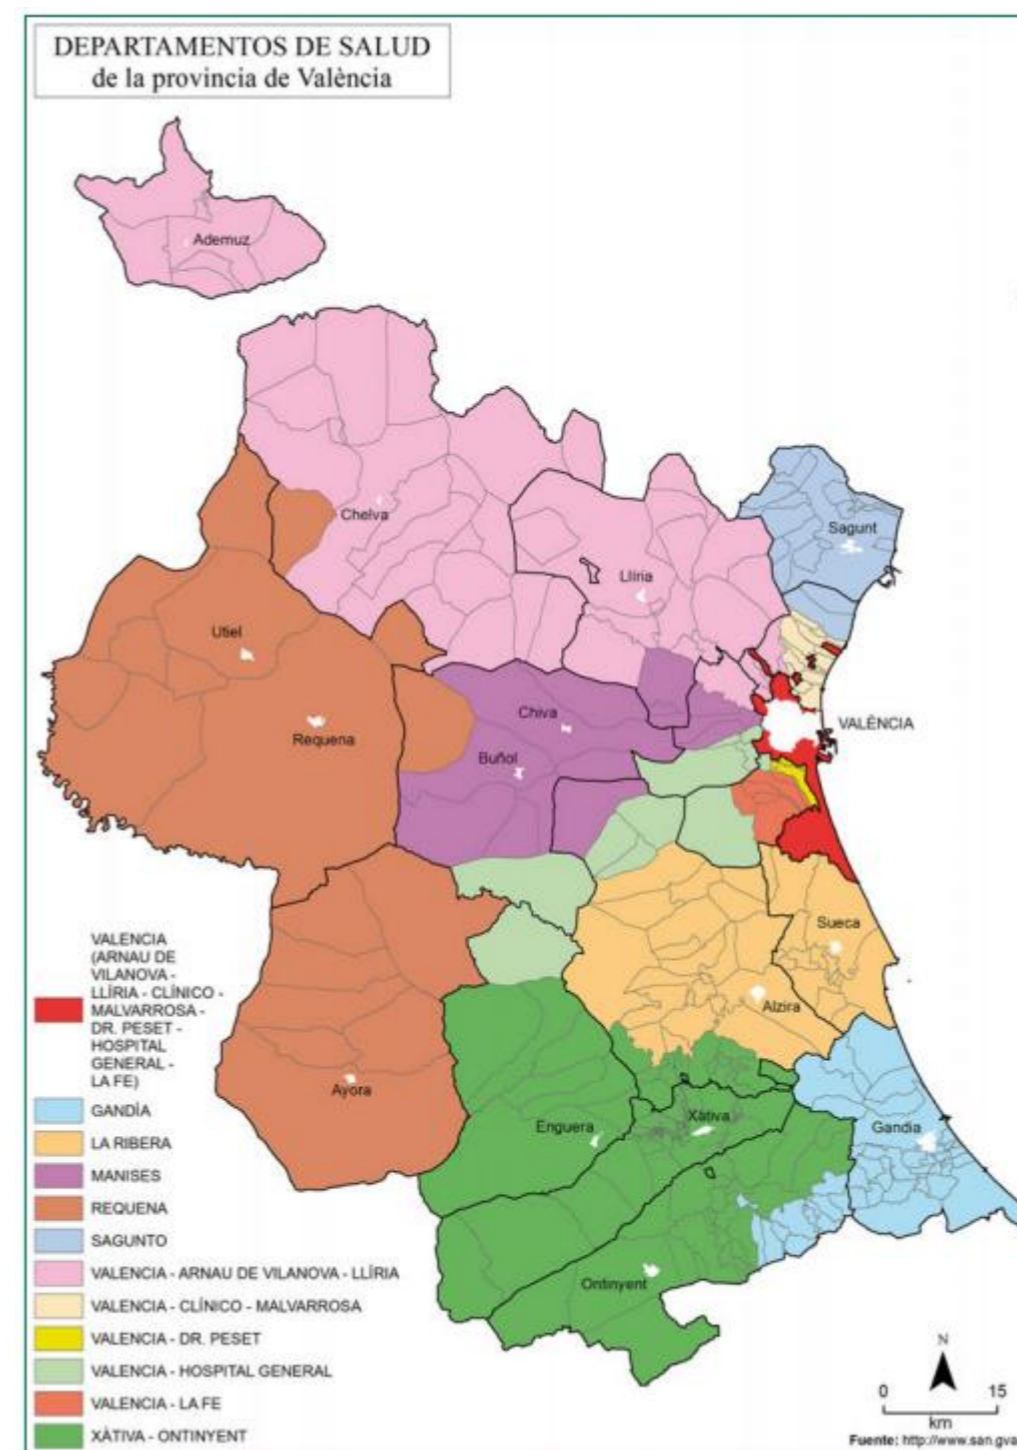 DEPARTAMENTOS DE SALUD
de la provincia de València
Ademuz
Chelva
Sagunt
Llíria
Utiel
Requena
Chiva
Buñol
VALÈNCIA
Sueca
Alzira
Ayora
Enguera
Xàtiva
Gandia
Ontinyent
VALENCIA
(ARNAU DE
VILANOVA -
LLÍRIA - CLÍNICO -
MALVARROSA -
DR. PESET -
HOSPITAL
GENERAL -
LA FE)
GANDÍA
LA RIBERA
MANISES
REQUENA
SAGUNTO
VALENCIA - ARNAU DE VILANOVA - LLÍRIA
VALENCIA - CLÍNICO - MALVARROSA
VALENCIA - DR. PESET
VALENCIA - HOSPITAL GENERAL
VALENCIA - LA FE
XÀTIVA - ONTINYENT
N
0 15
km
Fuente: http://www.san.gva